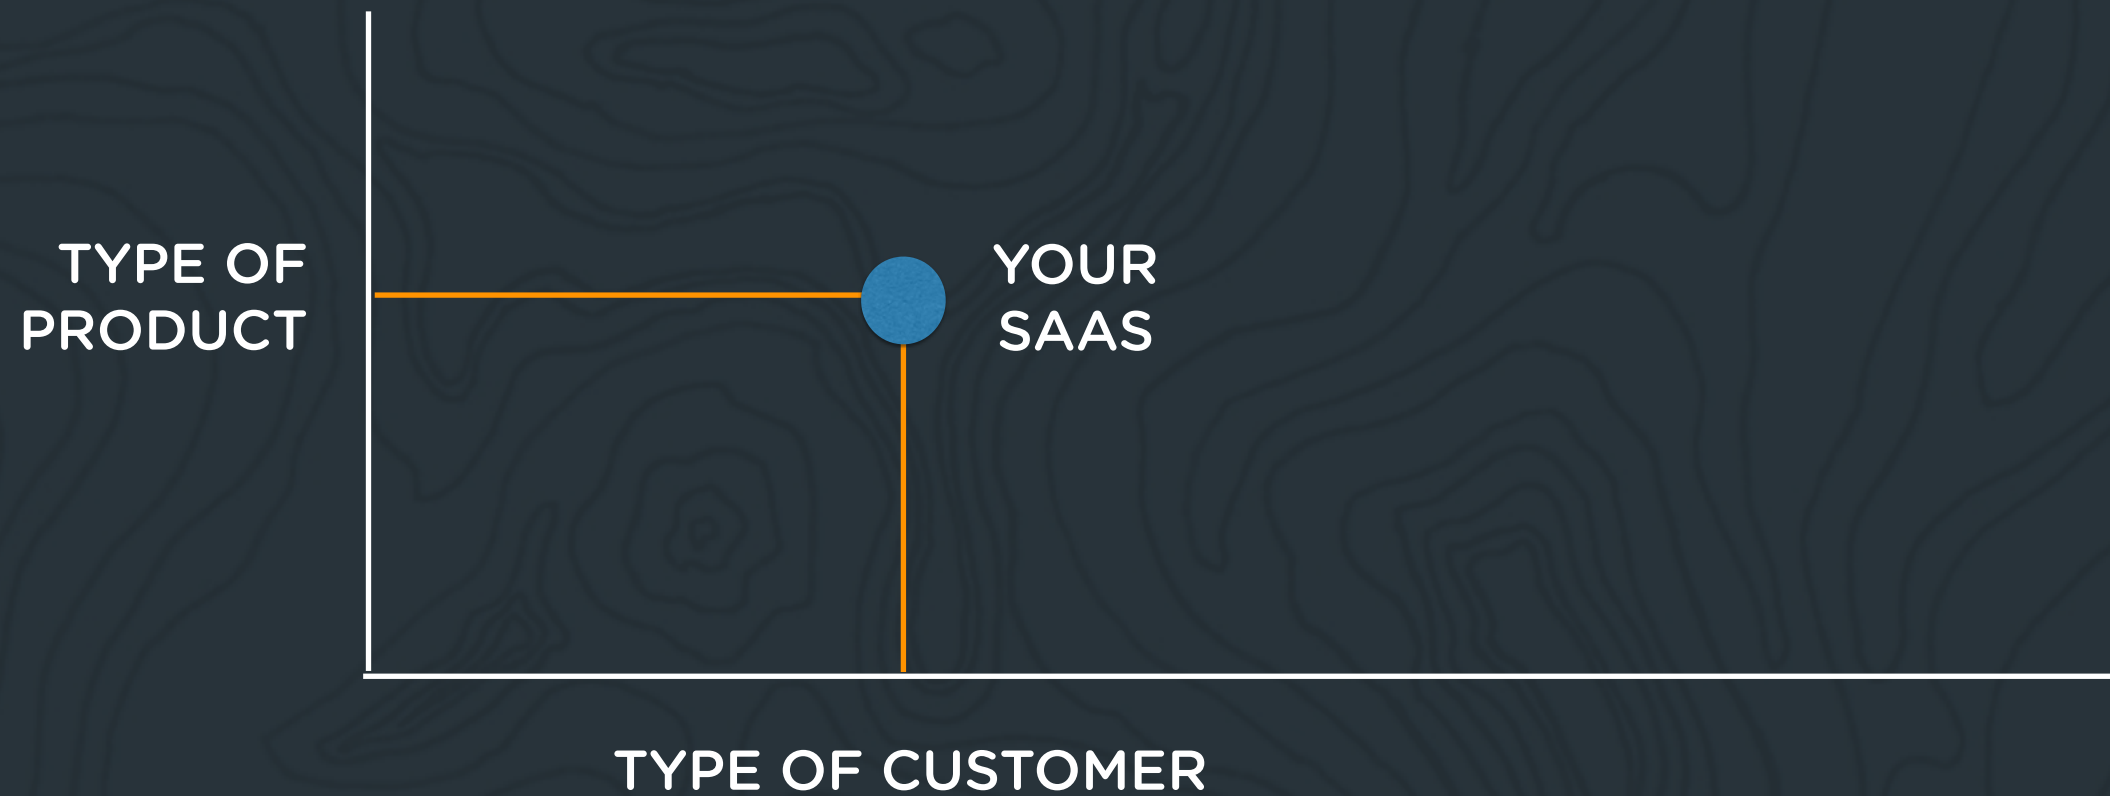 TYPE OF
PRODUCT
YOUR
SAAS
TYPE OF CUSTOMER